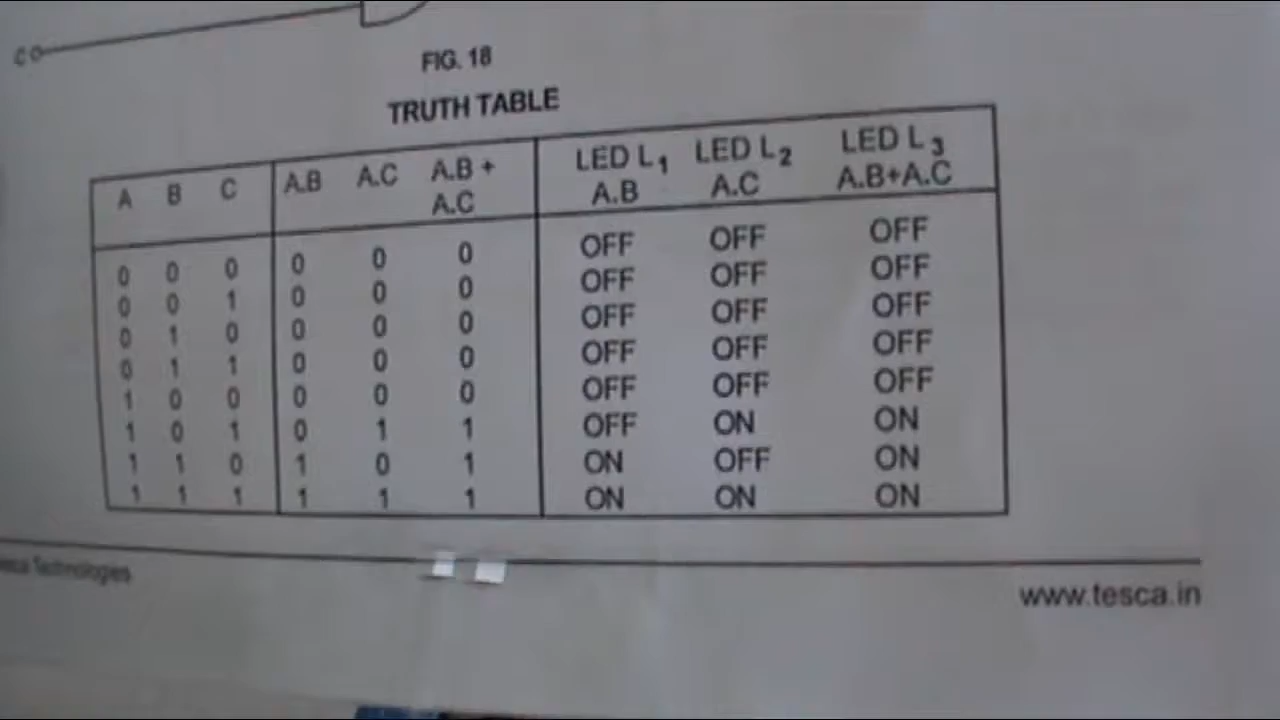 C
FIG. 18
TRUTH TABLE
A B C A.B A.C A.B + A.C LED L1 A.B LED L2 A.C LED L3 A.B+A.C
0 0 0 0 0 0 OFF OFF OFF
0 0 1 0 0 0 OFF OFF OFF
0 1 0 0 0 0 OFF OFF OFF
0 1 1 0 0 0 OFF OFF OFF
1 0 0 0 0 0 OFF OFF OFF
1 0 1 0 1 1 OFF ON ON
1 1 0 1 0 1 ON OFF ON
1 1 1 1 1 1 ON ON ON
Technologies
www.tesca.in